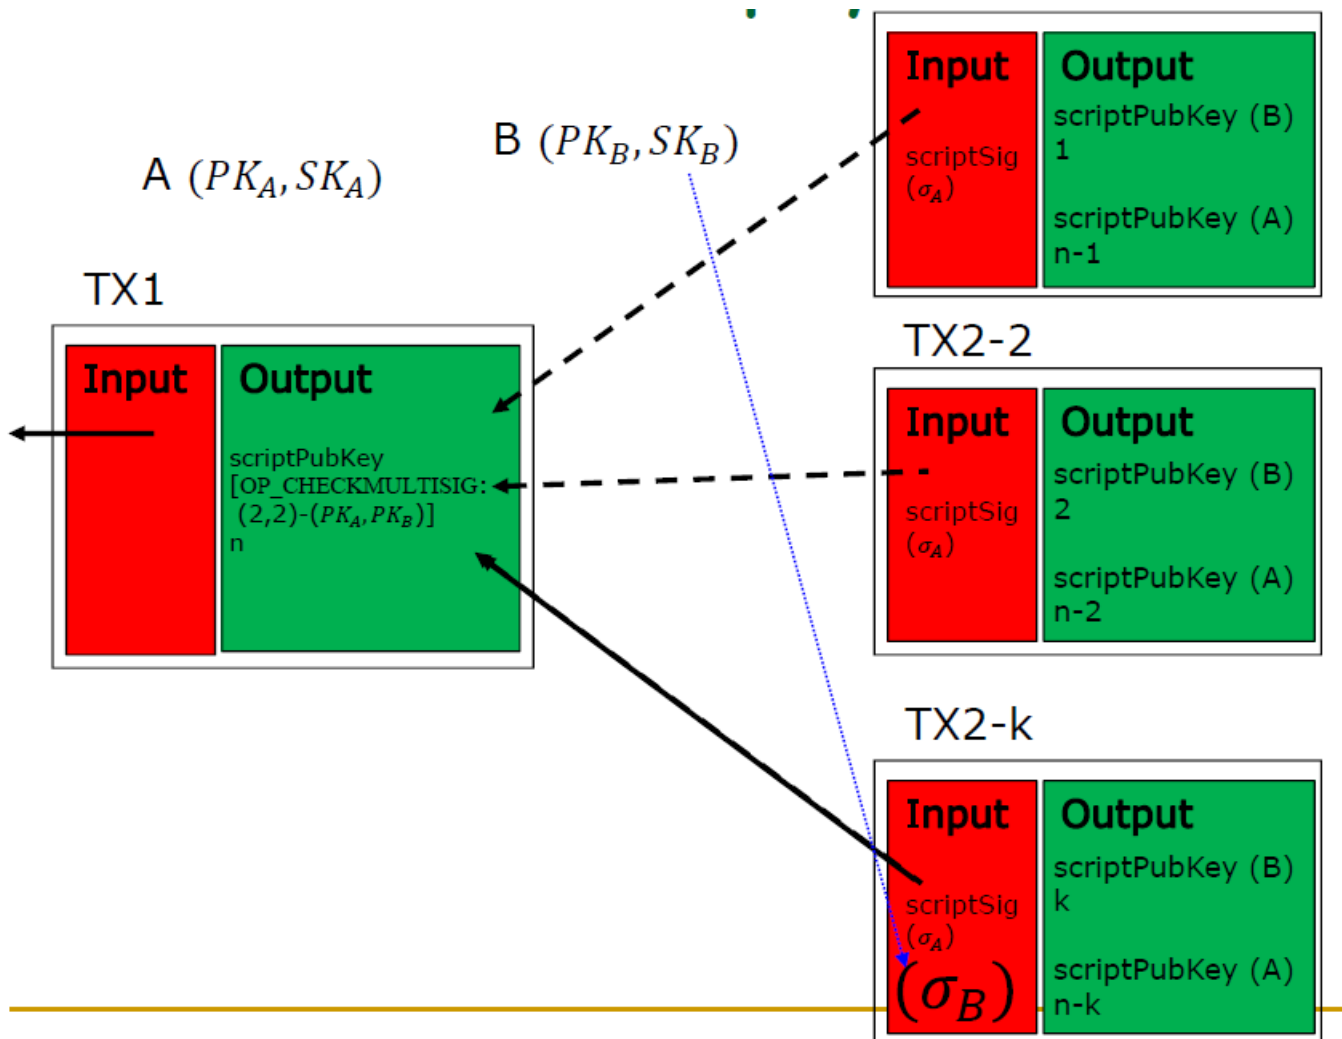 A (𝑃𝐾_A, 𝑆𝐾_A)
B (𝑃𝐾_B, 𝑆𝐾_B)
TX1
Input
Output
scriptPubKey
[OP_CHECKMULTISIG:
(2,2)-(𝑃𝐾_A, 𝑃𝐾_B)]
n
Input
scriptSig
(σ_A)
Output
scriptPubKey (B)
1
scriptPubKey (A)
n-1
TX2-2
Input
scriptSig
(σ_A)
Output
scriptPubKey (B)
2
scriptPubKey (A)
n-2
TX2-k
Input
scriptSig
(σ_A)
(σ_B)
Output
scriptPubKey (B)
k
scriptPubKey (A)
n-k